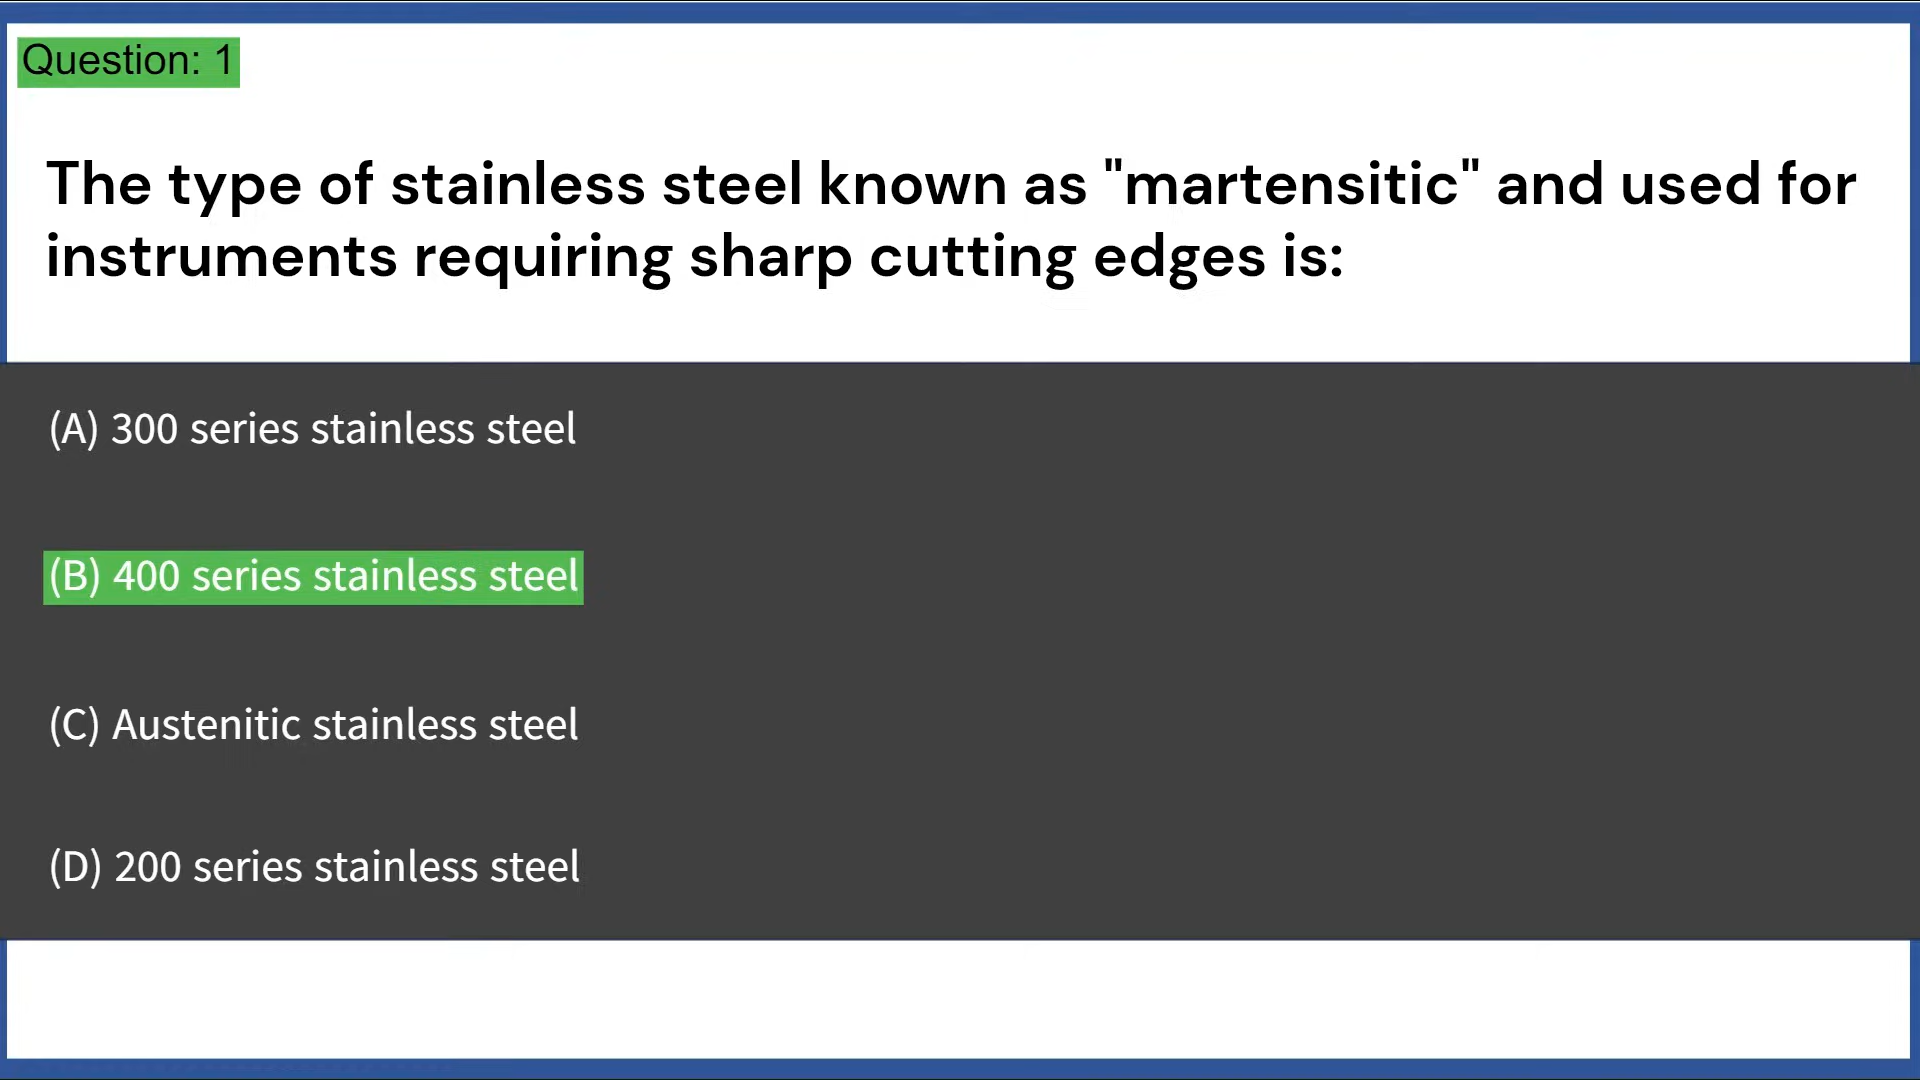 Question: 1
The type of stainless steel known as "martensitic" and used for
instruments requiring sharp cutting edges is:
(A) 300 series stainless steel
(B) 400 series stainless steel
(C) Austenitic stainless steel
(D) 200 series stainless steel